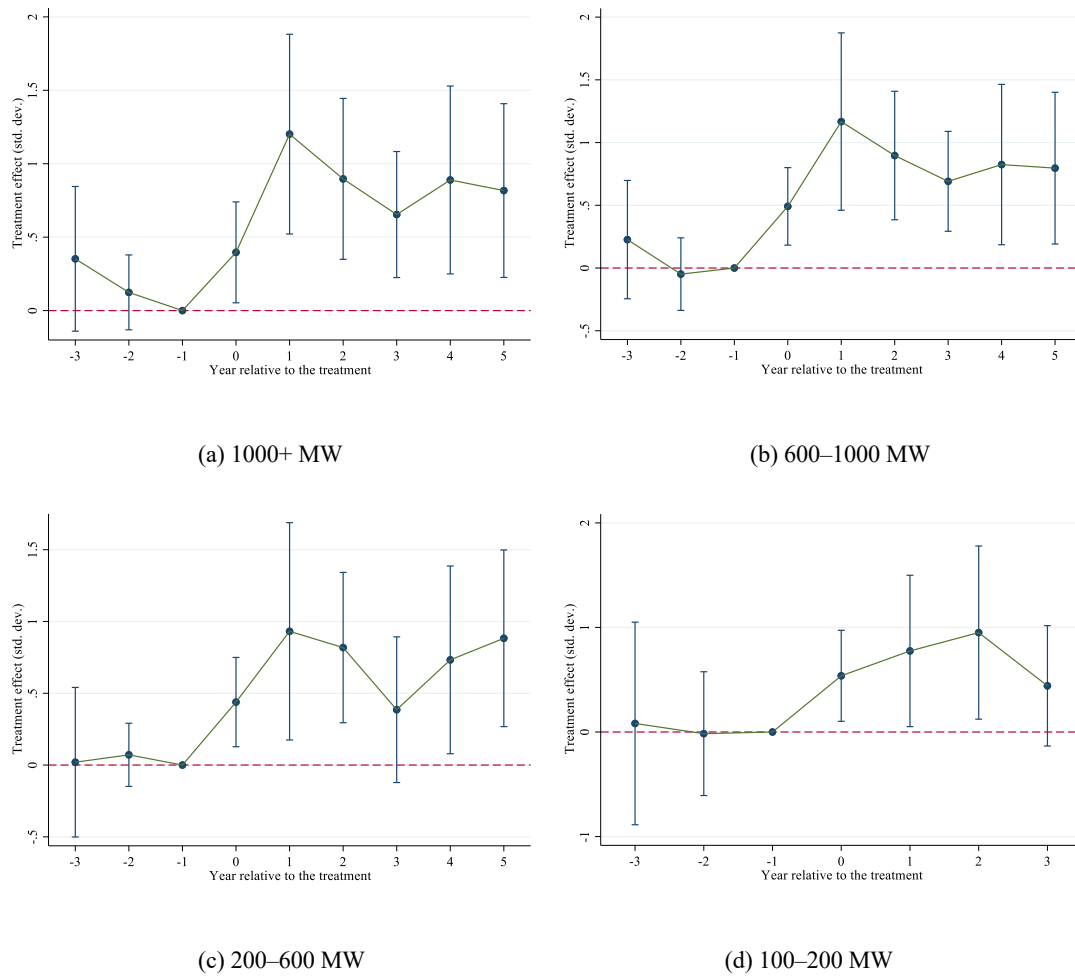 Treatment effect (std. dev.)
2
1.5
1
.5
0
-3 -2 -1 0 1 2 3 4 5
Year relative to the treatment
(a) 1000+ MW
Treatment effect (std. dev.)
2
1.5
1
.5
0
-.5
-3 -2 -1 0 1 2 3 4 5
Year relative to the treatment
(b) 600–1000 MW
Treatment effect (std. dev.)
1.5
1
.5
0
-.5
-3 -2 -1 0 1 2 3 4 5
Year relative to the treatment
(c) 200–600 MW
Treatment effect (std. dev.)
2
1
0
-1
-3 -2 -1 0 1 2 3
Year relative to the treatment
(d) 100–200 MW